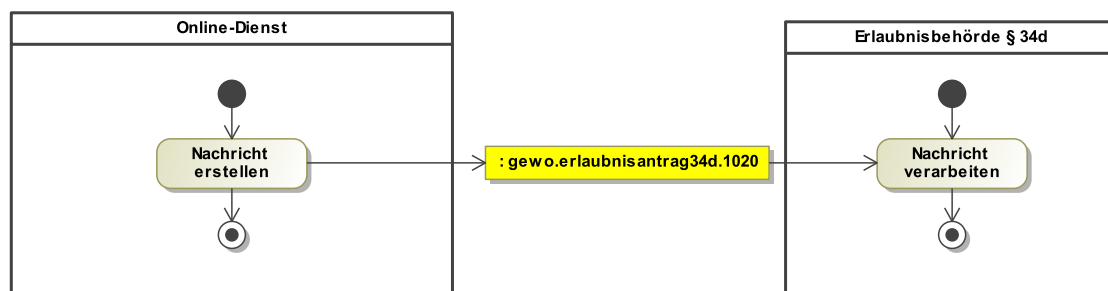 Online-Dienst
Erlaubnisbehörde § 34d
Nachricht
erstellen
: gewo.erlaubnisantrag34d.1020
Nachricht
verarbeiten